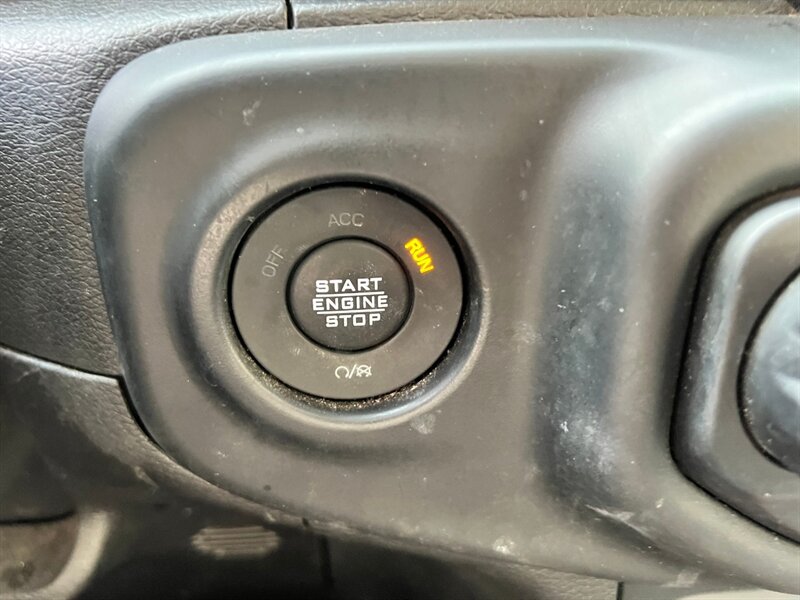 ACC
OFF
RUN
START
ENGINE
STOP
/